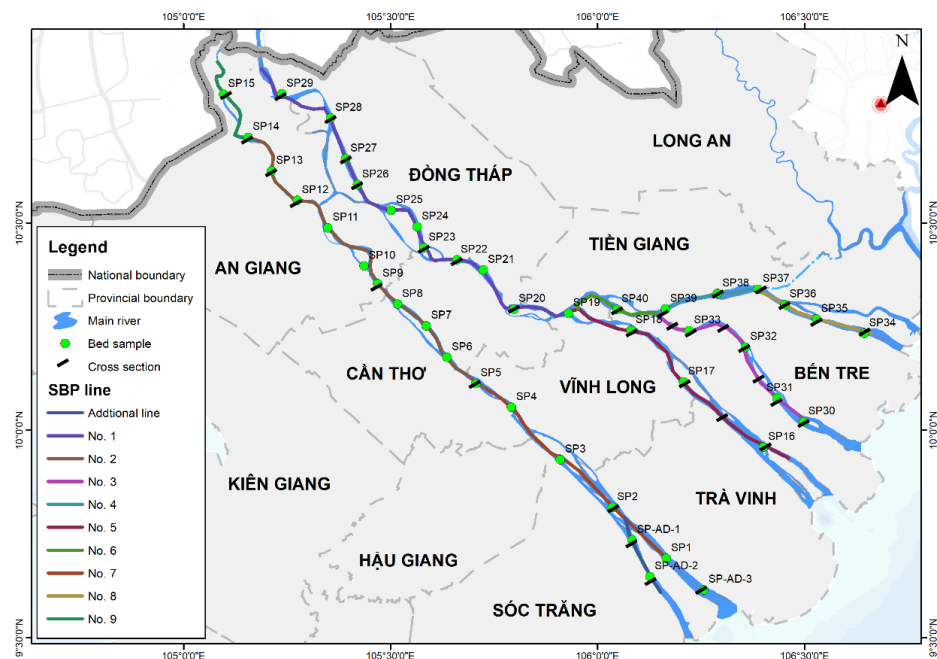 105°0'0"E
105°30'0"E
106°0'0"E
106°30'0"E
N
SP15
SP29
SP28
SP14
LONG AN
SP13
SP27
SP26
ĐỒNG THÁP
SP12
SP25
SP24
10°30'0"N
10°30'0"N
SP11
SP23
TIỀN GIANG
SP22
SP10
SP21
AN GIANG
SP9
SP37
SP38
SP36
SP8
SP20
SP19
SP40
SP39
SP35
SP7
SP18
SP33
SP34
SP6
SP32
CẦN THƠ
SP5
SP17
VĨNH LONG
BẾN TRE
SP31
SP4
SP30
10°0'0"N
10°0'0"N
SP16
SP3
KIÊN GIANG
TRÀ VINH
SP2
SP-AD-1
SP1
HẬU GIANG
SP-AD-2
SP-AD-3
SÓC TRĂNG
9°30'0"N
9°30'0"N
Legend
National boundary
Provincial boundary
Main river
Bed sample
Cross section
SBP line
Addtional line
No. 1
No. 2
No. 3
No. 4
No. 5
No. 6
No. 7
No. 8
No. 9
105°0'0"E
105°30'0"E
106°0'0"E
106°30'0"E